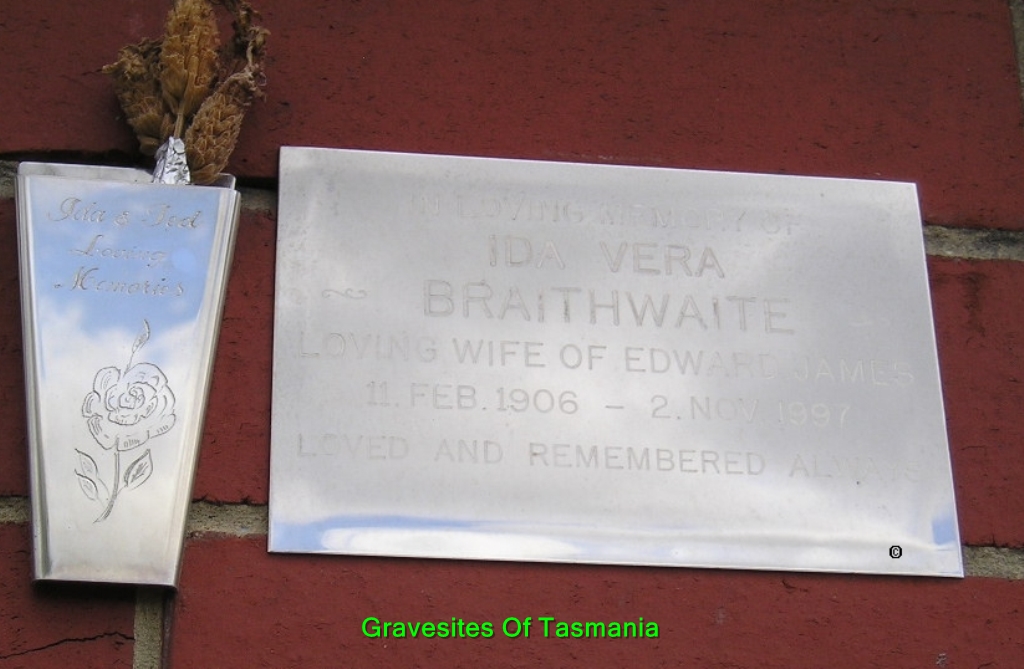 Ida & Ted
Loving
Memories
IN LOVING MEMORY OF
IDA VERA
BRAITHWAITE
LOVING WIFE OF EDWARD JAMES
11. FEB. 1906 – 2. NOV. 1997
LOVED AND REMEMBERED ALWAYS
©
Gravesites Of Tasmania